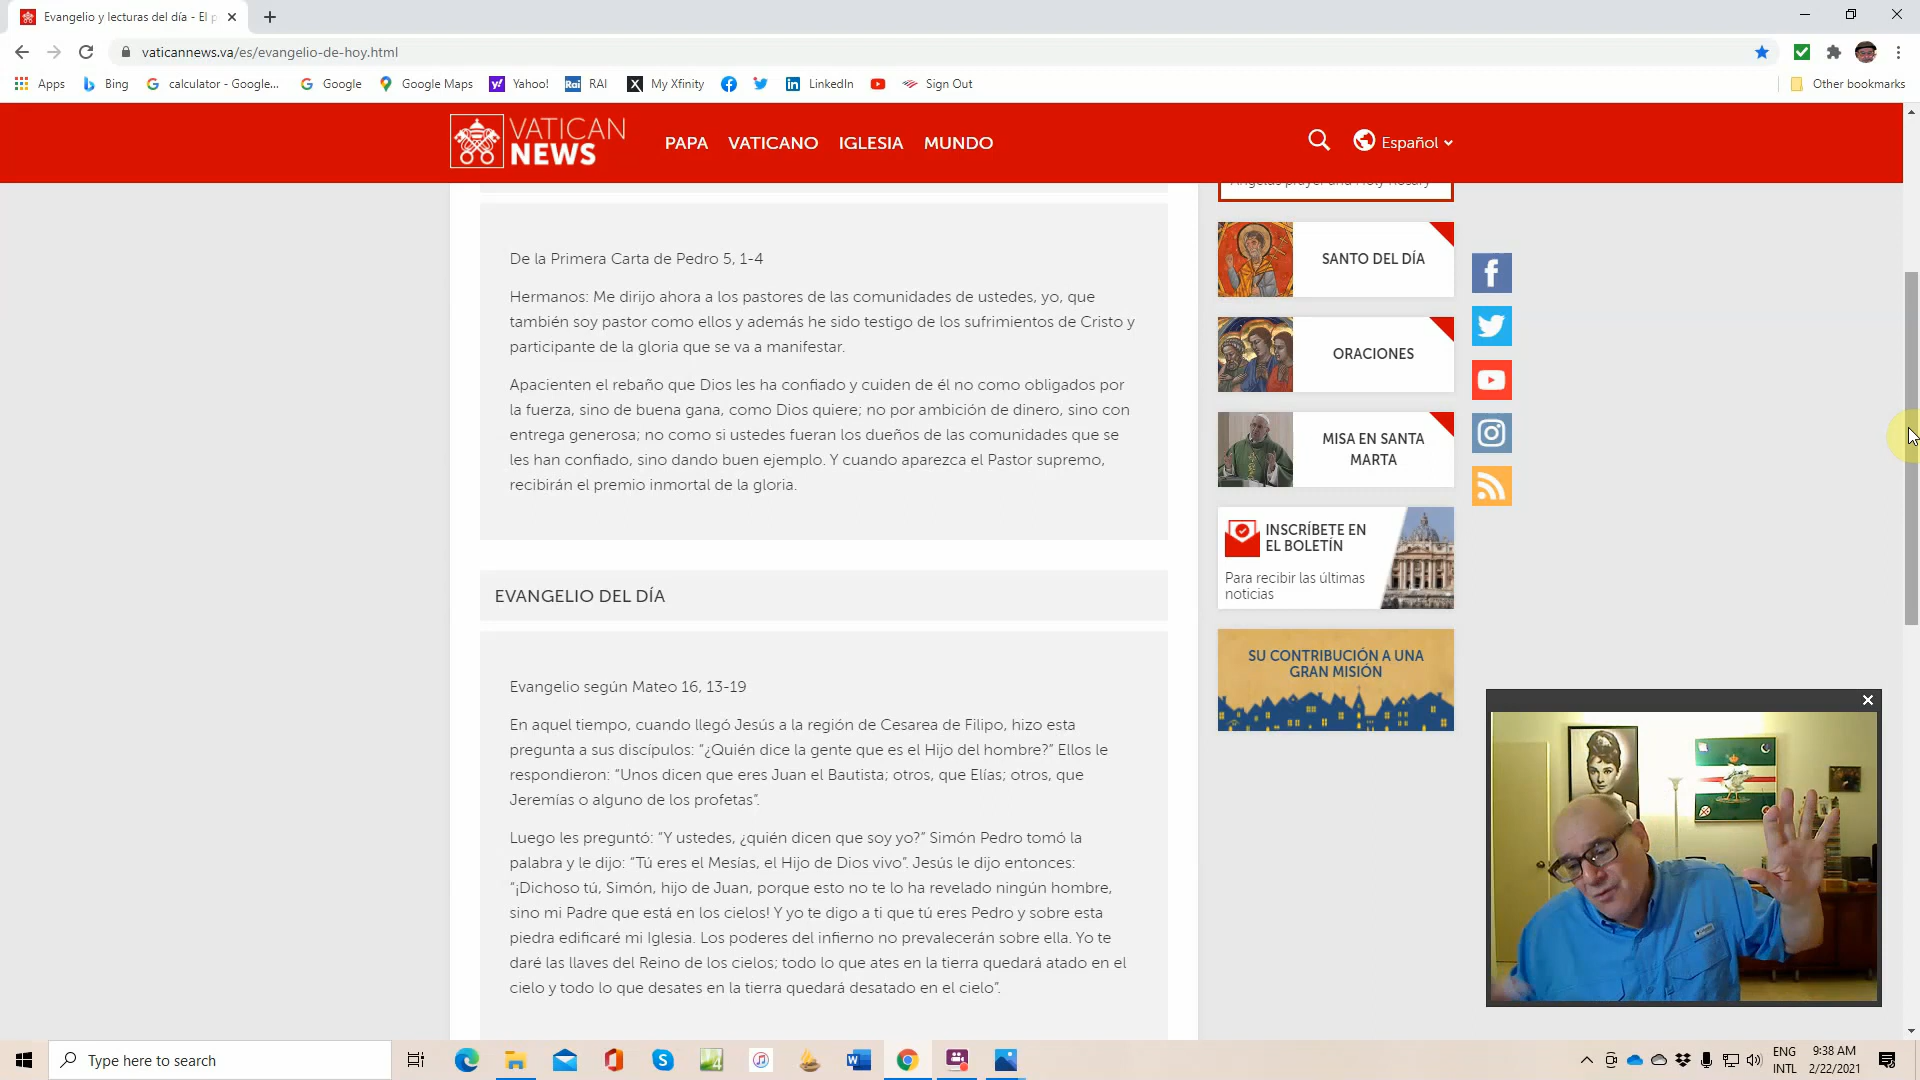 Evangelio y lecturas del día - El p
vaticannews.va/es/evangelio-de-hoy.html
Apps
Bing
calculator - Google...
Google
Google Maps
Yahoo!
Rai
RAI
X
My Xfinity
LinkedIn
Sign Out
Other bookmarks
VATICAN
NEWS
PAPA
VATICANO
IGLESIA
MUNDO
Español
Angelus prayer and Holy Rosary
De la Primera Carta de Pedro 5, 1-4
Hermanos: Me dirijo ahora a los pastores de las comunidades de ustedes, yo, que
también soy pastor como ellos y además he sido testigo de los sufrimientos de Cristo y
participante de la gloria que se va a manifestar.
Apacienten el rebaño que Dios les ha confiado y cuiden de él no como obligados por
la fuerza, sino de buena gana, como Dios quiere; no por ambición de dinero, sino con
entrega generosa; no como si ustedes fueran los dueños de las comunidades que se
les han confiado, sino dando buen ejemplo. Y cuando aparezca el Pastor supremo,
recibirán el premio inmortal de la gloria.
EVANGELIO DEL DÍA
Evangelio según Mateo 16, 13-19
En aquel tiempo, cuando llegó Jesús a la región de Cesarea de Filipo, hizo esta
pregunta a sus discípulos: “¿Quién dice la gente que es el Hijo del hombre?” Ellos le
respondieron: “Unos dicen que eres Juan el Bautista; otros, que Elías; otros, que
Jeremías o alguno de los profetas”.
Luego les preguntó: “Y ustedes, ¿quién dicen que soy yo?” Simón Pedro tomó la
palabra y le dijo: “Tú eres el Mesías, el Hijo de Dios vivo”. Jesús le dijo entonces:
“¡Dichoso tú, Simón, hijo de Juan, porque esto no te lo ha revelado ningún hombre,
sino mi Padre que está en los cielos! Y yo te digo a ti que tú eres Pedro y sobre esta
piedra edificaré mi Iglesia. Los poderes del infierno no prevalecerán sobre ella. Yo te
daré las llaves del Reino de los cielos; todo lo que ates en la tierra quedará atado en el
cielo y todo lo que desates en la tierra quedará desatado en el cielo”.
SANTO DEL DÍA
ORACIONES
MISA EN SANTA
MARTA
INSCRÍBETE EN
EL BOLETÍN
Para recibir las últimas
noticias
SU CONTRIBUCIÓN A UNA
GRAN MISIÓN
Type here to search
ENG
INTL
9:38 AM
2/22/2021